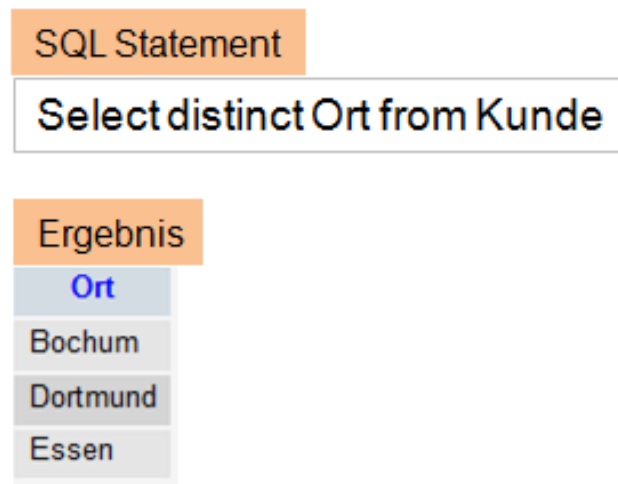 SQL Statement
Select distinct Ort from Kunde
Ergebnis
Ort
Bochum
Dortmund
Essen